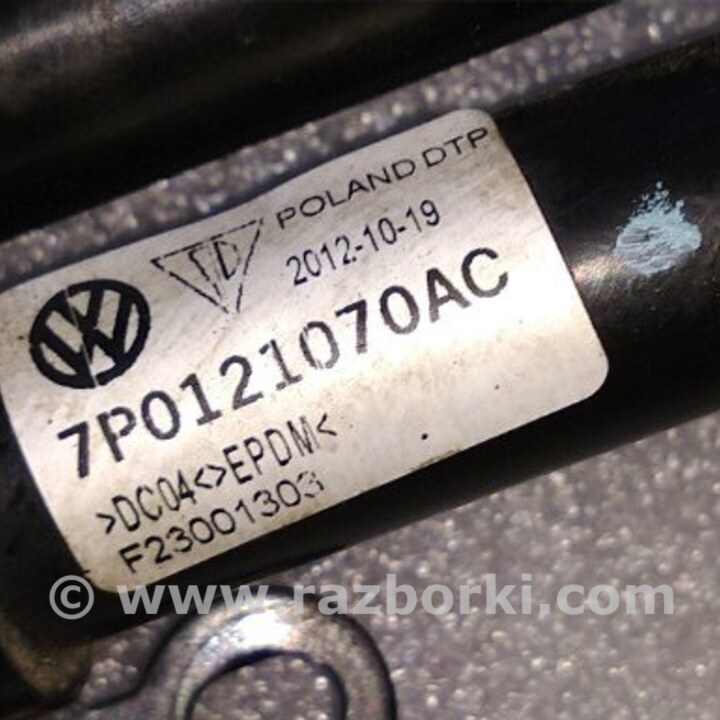 POLAND DTP
2012-10-19
7P0121070AC
>DC04<>EPDM<
F23001303
© www.razborki.com